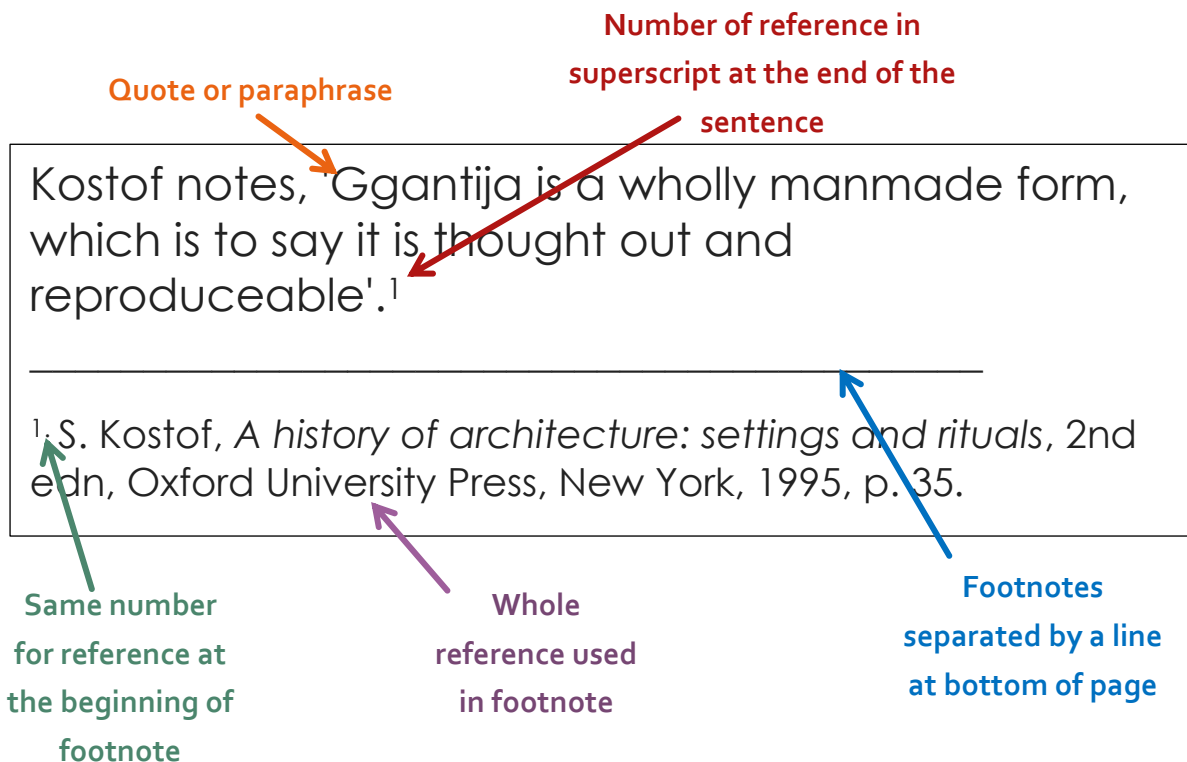 Number of reference in
superscript at the end of the
sentence
Quote or paraphrase
Kostof notes, 'Ggantija is a wholly manmade form,
which is to say it is thought out and
reproduceable'.¹
¹. S. Kostof, A history of architecture: settings and rituals, 2nd
edn, Oxford University Press, New York, 1995, p. 35.
Same number
for reference at
the beginning of
footnote
Whole
reference used
in footnote
Footnotes
separated by a line
at bottom of page